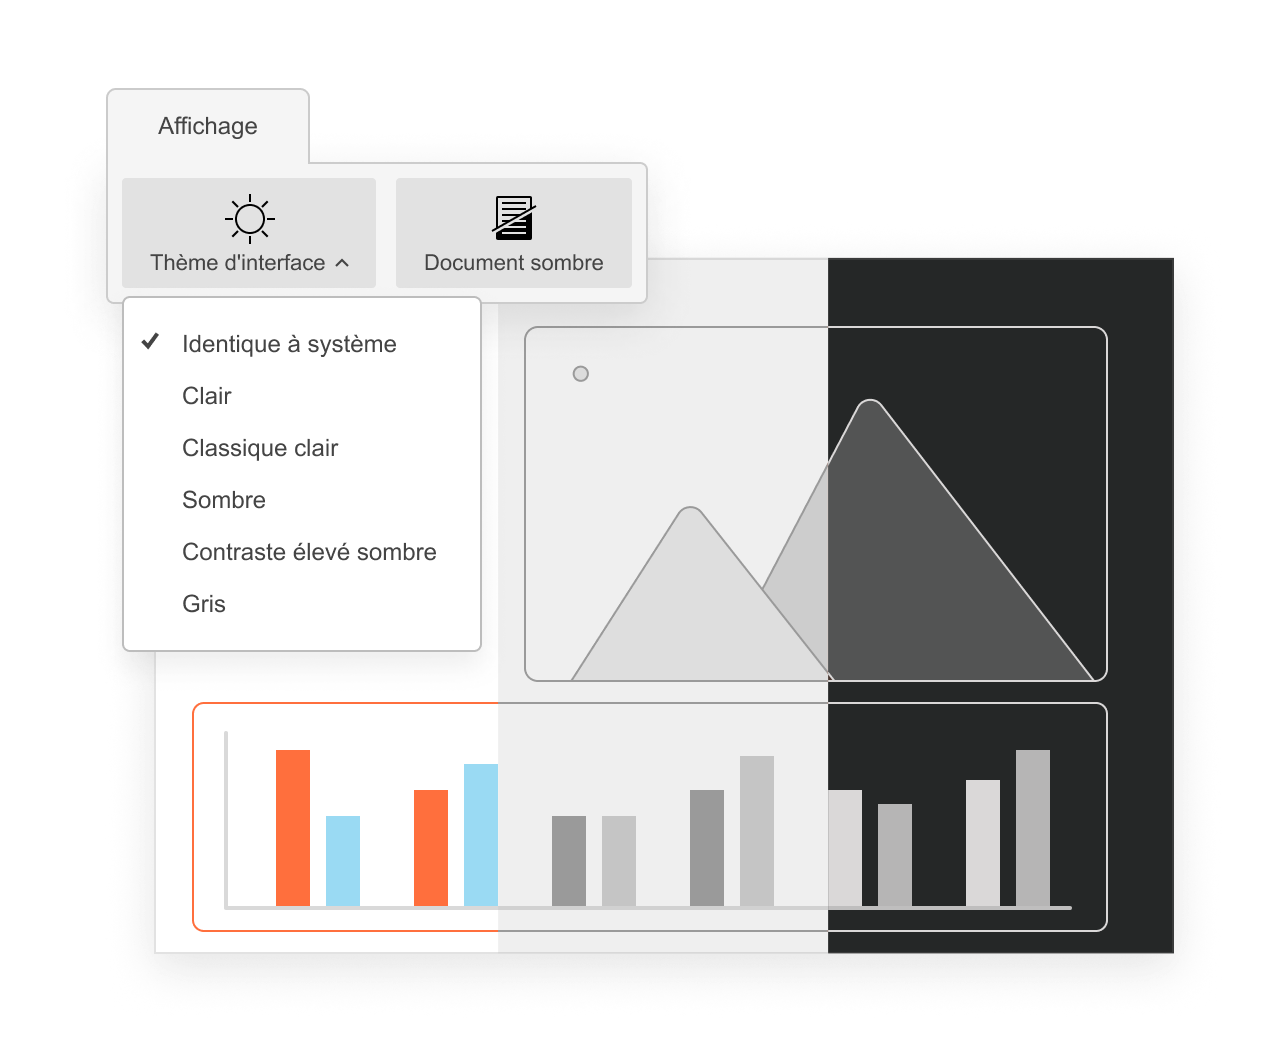 Affichage
Thème d'interface
Document sombre
Identique à système
Clair
Classique clair
Sombre
Contraste élevé sombre
Gris